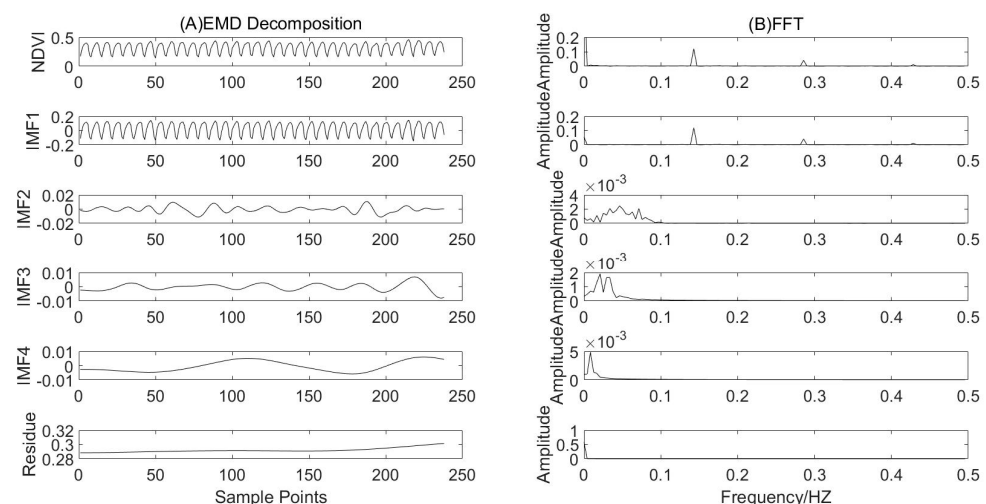 (A)EMD Decomposition
NDVI
0.5
0
0 50 100 150 200 250
IMF1
0.2
0
-0.2
0 50 100 150 200 250
IMF2
0.02
0
-0.02
0 50 100 150 200 250
IMF3
0.01
0
-0.01
0 50 100 150 200 250
IMF4
0.01
0
-0.01
0 50 100 150 200 250
Residue
0.32
0.3
0.28
0 50 100 150 200 250
Sample Points
(B)FFT
Amplitude
0.2
0.1
0
0 0.1 0.2 0.3 0.4 0.5
Amplitude
0.2
0.1
0
0 0.1 0.2 0.3 0.4 0.5
Amplitude
×10-3
4
2
0
0 0.1 0.2 0.3 0.4 0.5
Amplitude
×10-3
2
1
0
0 0.1 0.2 0.3 0.4 0.5
Amplitude
×10-3
5
0
0 0.1 0.2 0.3 0.4 0.5
Amplitude
1
0.5
0
0 0.1 0.2 0.3 0.4 0.5
Frequency/HZ